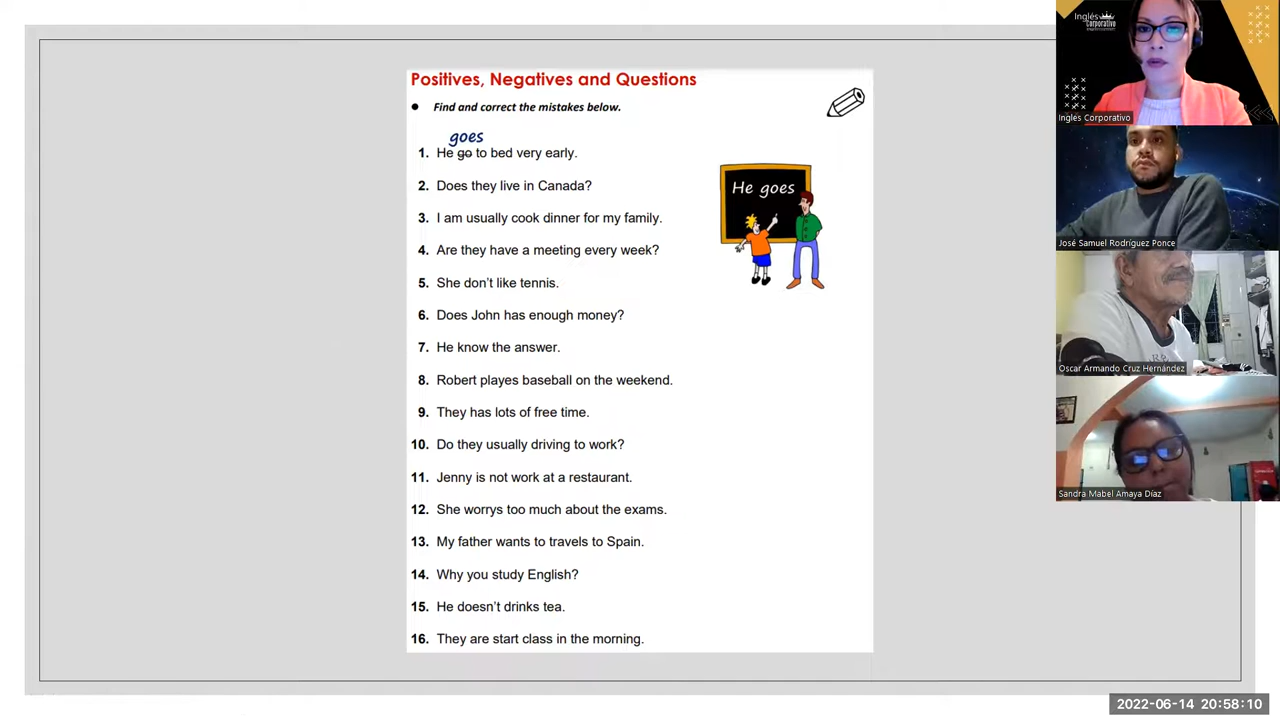 Positives, Negatives and Questions
● Find and correct the mistakes below.
goes
1. He go to bed very early.
2. Does they live in Canada?
3. I am usually cook dinner for my family.
4. Are they have a meeting every week?
5. She don't like tennis.
6. Does John has enough money?
7. He know the answer.
8. Robert playes baseball on the weekend.
9. They has lots of free time.
10. Do they usually driving to work?
11. Jenny is not work at a restaurant.
12. She worrys too much about the exams.
13. My father wants to travels to Spain.
14. Why you study English?
15. He doesn't drinks tea.
16. They are start class in the morning.
He goes
Inglés
Corporativo
Inglés Corporativo
José Samuel Rodríguez Ponce
Oscar Armando Cruz Hernández
Sandra Mabel Amaya Díaz
2022-06-14 20:58:10